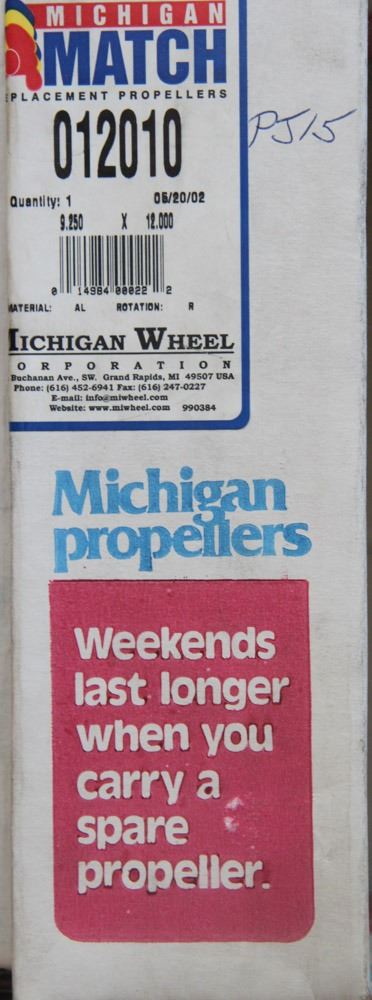 MICHIGAN
MATCH
PLACEMENT PROPELLERS
012010
PJ15
Quantity: 1 06/20/02
9.250 X 12.000
0 14984 00022 2
MATERIAL: AL ROTATION: R
MICHIGAN WHEEL
ORPORATION
Buchanan Ave., SW. Grand Rapids, MI 49507 USA
Phone: (616) 452-6941 Fax: (616) 247-0227
E-mail: info@miwheel.com
Website: www.miwheel.com 990384
Michigan
propellers
Weekends
last longer
when you
carry a
spare
propeller.